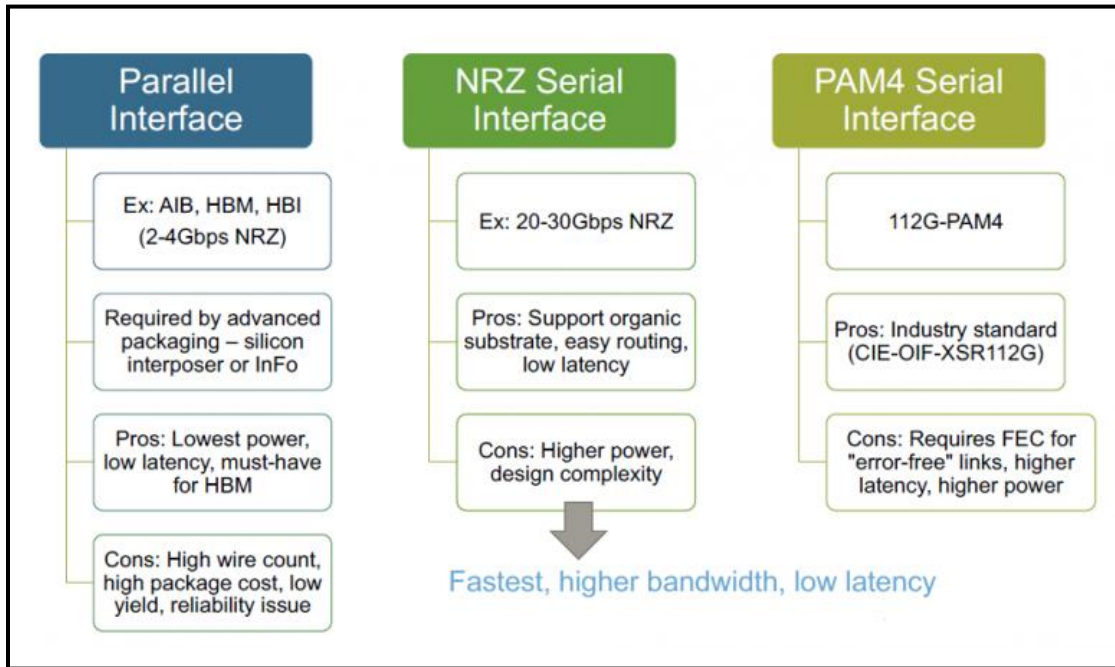 Parallel
Interface
Ex: AIB, HBM, HBI
(2-4Gbps NRZ)
Required by advanced
packaging – silicon
interposer or InFo
Pros: Lowest power,
low latency, must-have
for HBM
Cons: High wire count,
high package cost, low
yield, reliability issue
NRZ Serial
Interface
Ex: 20-30Gbps NRZ
Pros: Support organic
substrate, easy routing,
low latency
Cons: Higher power,
design complexity
Fastest, higher bandwidth, low latency
PAM4 Serial
Interface
112G-PAM4
Pros: Industry standard
(CIE-OIF-XSR112G)
Cons: Requires FEC for
"error-free" links, higher
latency, higher power